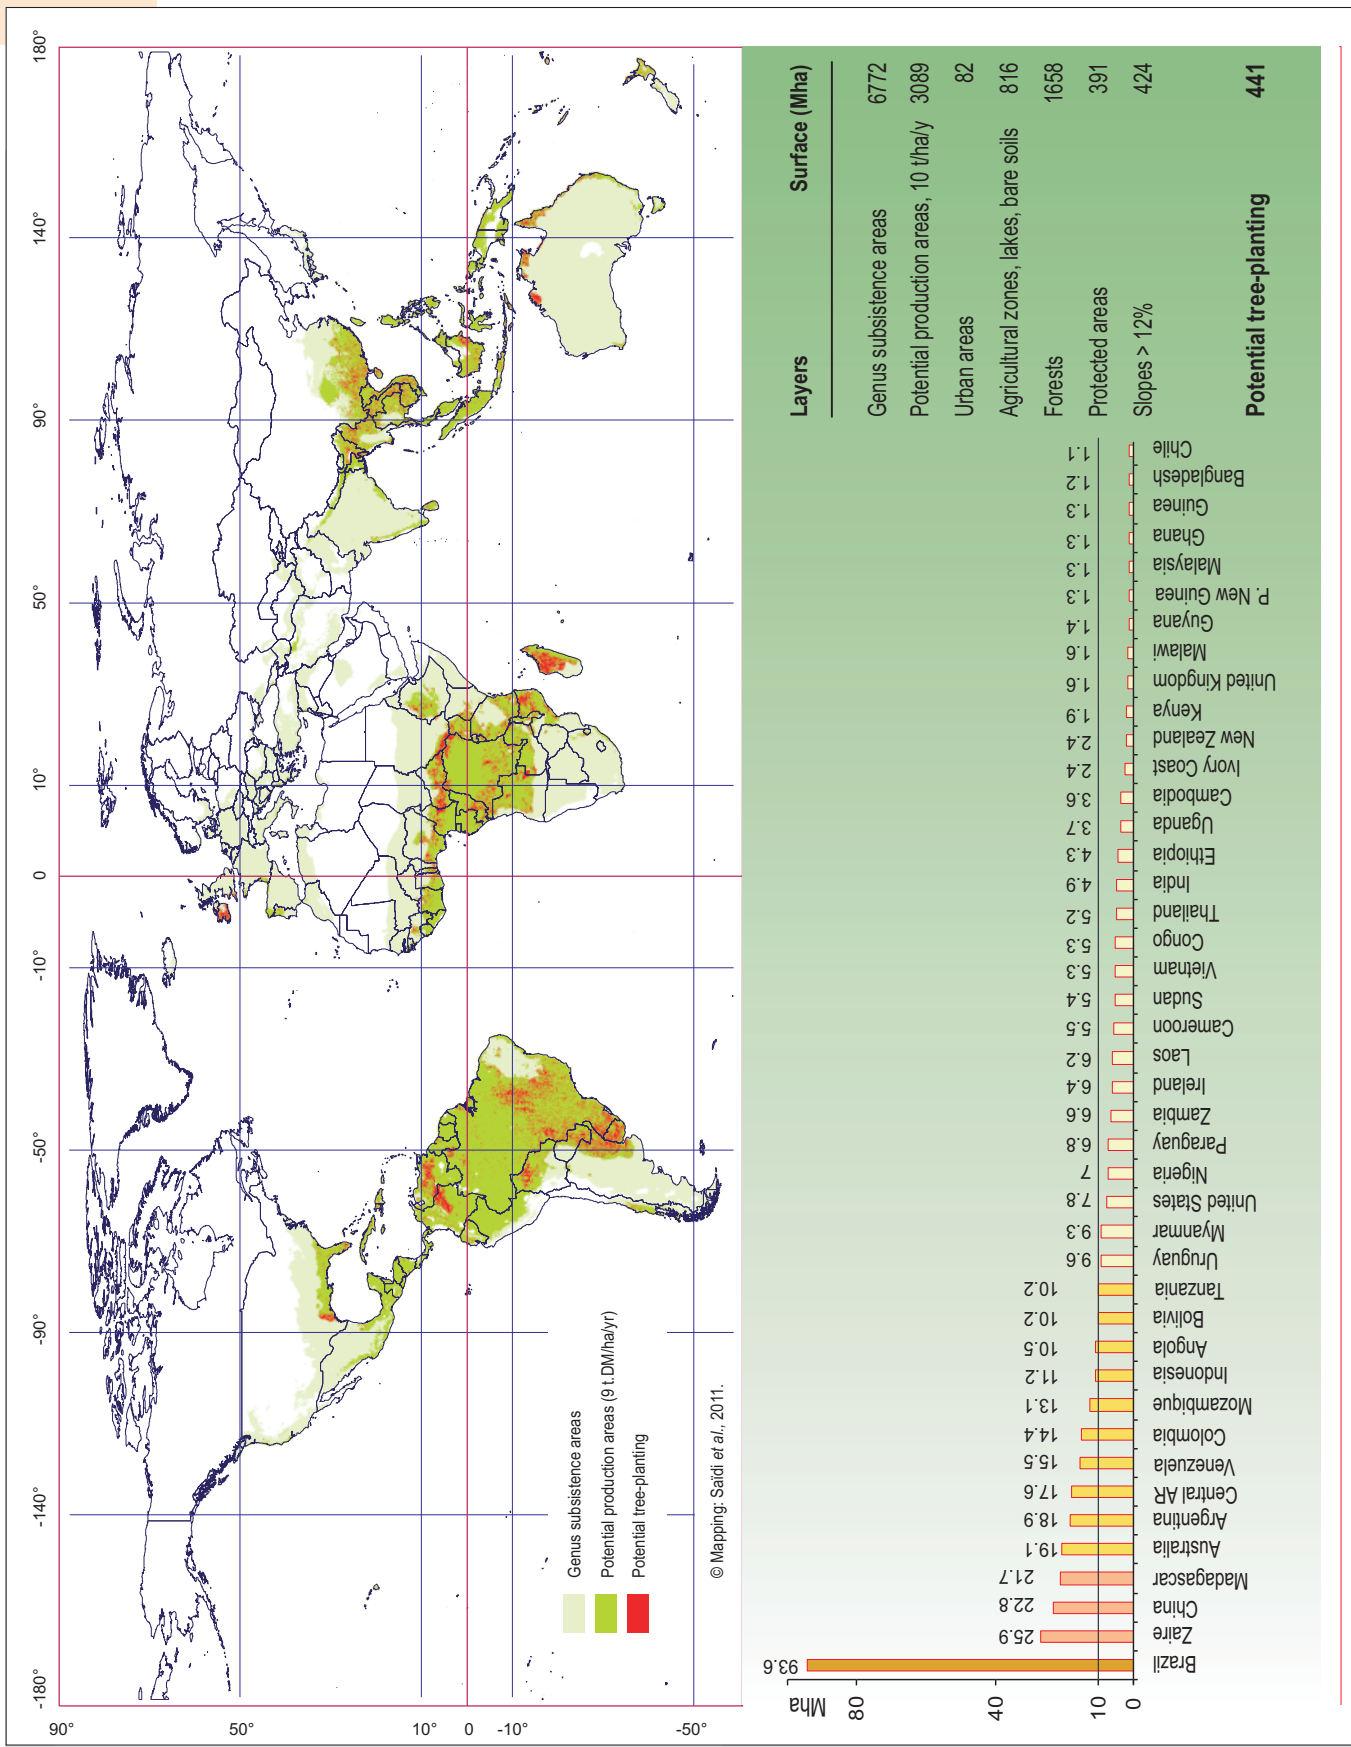 180°
140°
90°
50°
10°
0
-10°
-50°
-90°
-140°
-180°
90°
50°
10°
0
-10°
-50°
Genus subsistence areas
Potential production areas (9 t.DM/ha/yr)
Potential tree-planting
© Mapping: Saïdi et al., 2011.
Layers Surface (Mha)
Genus subsistence areas 6772
Potential production areas, 10 t/ha/y 3089
Urban areas 82
Agricultural zones, lakes, bare soils 816
Forests 1658
Protected areas 391
Slopes > 12% 424
Potential tree-planting 441
Mha
80
40
10
0
93.6 Brazil
25.9 Zaire
22.8 China
21.7 Madagascar
19.1 Australia
18.9 Argentina
17.6 Central AR
15.5 Venezuela
14.4 Colombia
13.1 Mozambique
11.2 Indonesia
10.5 Angola
10.2 Bolivia
10.2 Tanzania
9.6 Uruguay
9.3 Myanmar
7.8 United States
7 Nigeria
6.8 Paraguay
6.6 Zambia
6.4 Ireland
6.2 Laos
5.5 Cameroon
5.4 Sudan
5.3 Vietnam
5.3 Congo
5.2 Thailand
4.9 India
4.3 Ethiopia
3.7 Uganda
3.6 Cambodia
2.4 Ivory Coast
2.4 New Zealand
1.9 Kenya
1.6 United Kingdom
1.6 Malawi
1.4 Guyana
1.3 P. New Guinea
1.3 Malaysia
1.3 Ghana
1.3 Guinea
1.2 Bangladesh
1.1 Chile